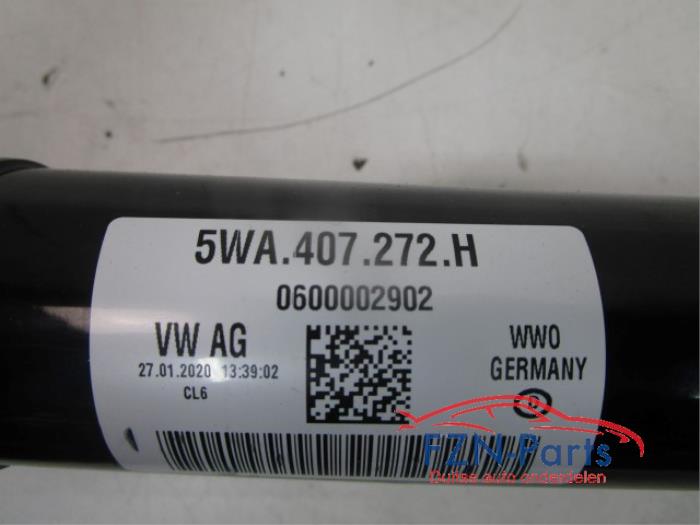 5WA.407.272.H
0600002902
VW AG
27.01.2020 13:39:02
CL6
WWO
GERMANY
FZN-Parts
Duitse auto onderdelen